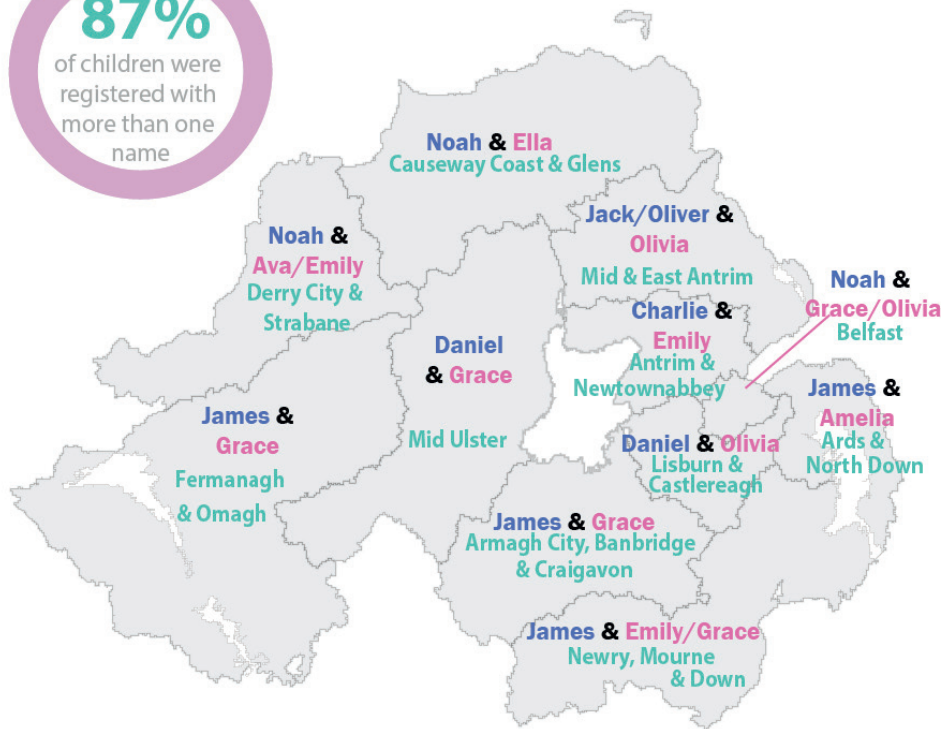 87%
of children were
registered with
more than one
name
Noah & Ella
Causeway Coast & Glens
Jack/Oliver &
Olivia
Mid & East Antrim
Noah &
Ava/Emily
Derry City &
Strabane
Noah &
Grace/Olivia
Belfast
Charlie &
Emily
Antrim &
Newtownabbey
Daniel
& Grace
Mid Ulster
James &
Grace
Fermanagh
& Omagh
James &
Amelia
Ards &
North Down
Daniel & Olivia
Lisburn &
Castlereagh
James & Grace
Armagh City, Banbridge
& Craigavon
James & Emily/Grace
Newry, Mourne
& Down